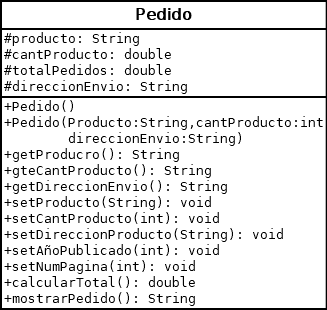 Pedido
#producto: String
#cantProducto: double
#totalPedidos: double
#direccionEnvio: String
+Pedido()
+Pedido(Producto:String,cantProducto:int
direccionEnvio:String)
+getProducro(): String
+gteCantProducto(): String
+getDireccionEnvio(): String
+setProducto(String): void
+setCantProducto(int): void
+setDireccionProducto(String): void
+setAñoPublicado(int): void
+setNumPagina(int): void
+calcularTotal(): double
+mostrarPedido(): String